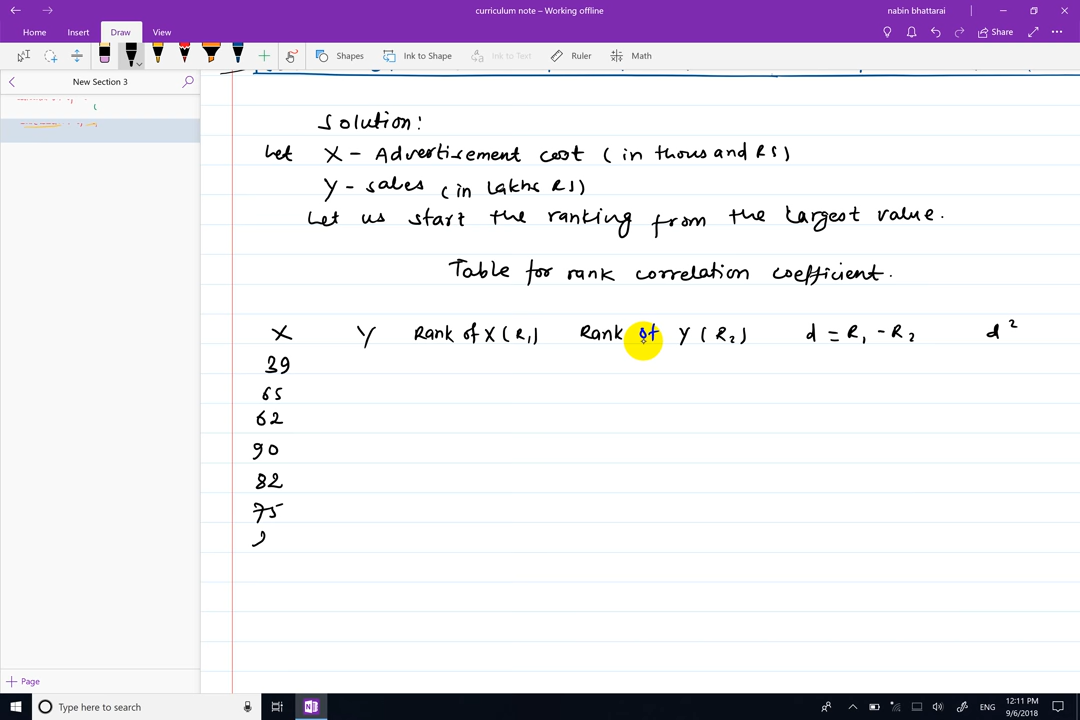 curriculum note – Working offline
nabin bhattarai
Home Insert Draw View
Share
Shapes Ink to Shape Ink to Text Ruler Math
New Section 3
Solution:
Let X - Advertisement cost (in thousand RS)
Y - sales (in Lakhs RS)
Let us start the ranking from the largest value.
Table for rank correlation coefficient.
X Y Rank of X (R₁) Rank of Y (R₂) d = R₁ - R₂ d²
39
65
62
90
82
75
Page
Type here to search
ENG
12:11 PM
9/6/2018